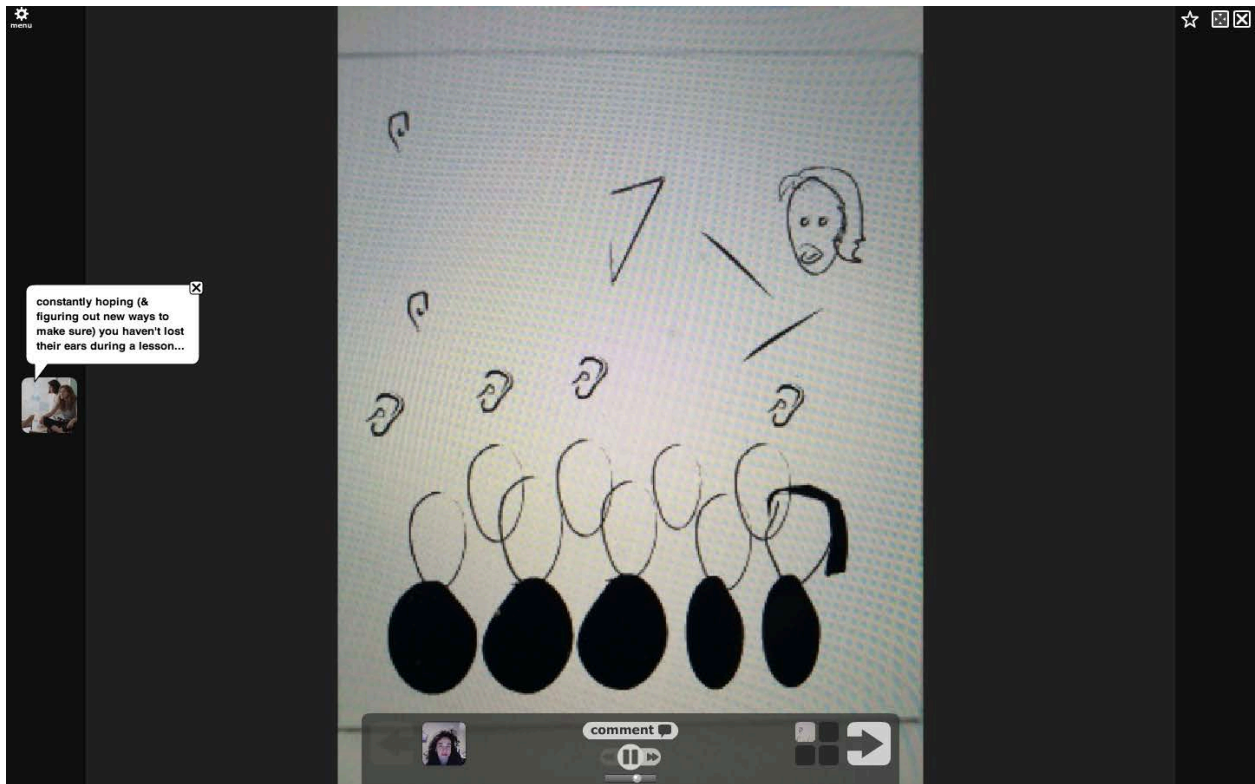 menu
constantly hoping (&
figuring out new ways to
make sure) you haven't lost
their ears during a lesson...
comment